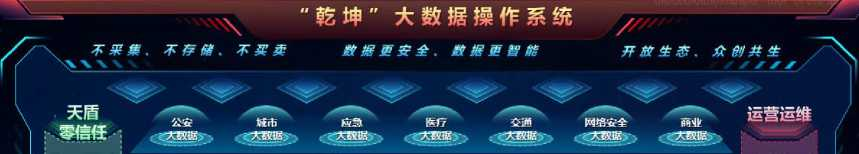 “乾坤”大数据操作系统
不采集、不存储、不买卖 数据更安全、数据更智能 开放生态、众创共生
天盾
零信任
公安
大数据
城市
大数据
应急
大数据
医疗
大数据
交通
大数据
网络安全
大数据
商业
大数据
运营运维